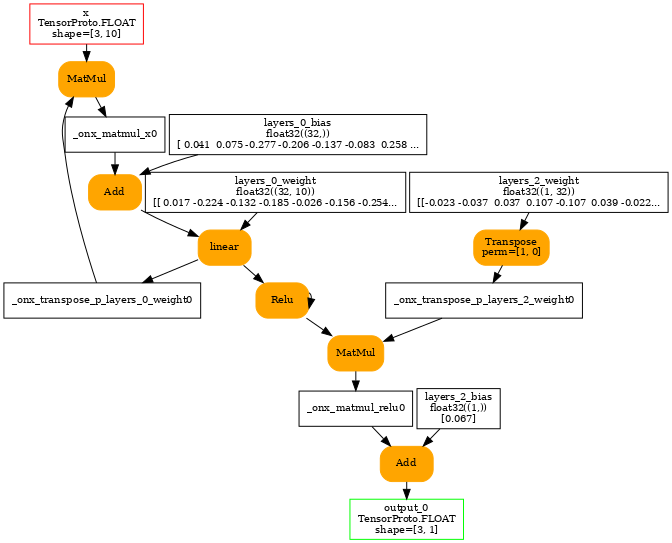 x
TensorProto.FLOAT
shape=[3, 10]
MatMul
_onx_matmul_x0
layers_0_bias
float32((32,))
[ 0.041  0.075 -0.277 -0.206 -0.137 -0.083  0.258 ...
Add
layers_0_weight
float32((32, 10))
[[ 0.017 -0.224 -0.132 -0.185 -0.026 -0.156 -0.254...
layers_2_weight
float32((1, 32))
[[-0.023 -0.037  0.037  0.107 -0.107  0.039 -0.022...
linear
Transpose
perm=[1, 0]
_onx_transpose_p_layers_0_weight0
Relu
_onx_transpose_p_layers_2_weight0
MatMul
_onx_matmul_relu0
layers_2_bias
float32((1,))
[0.067]
Add
output_0
TensorProto.FLOAT
shape=[3, 1]